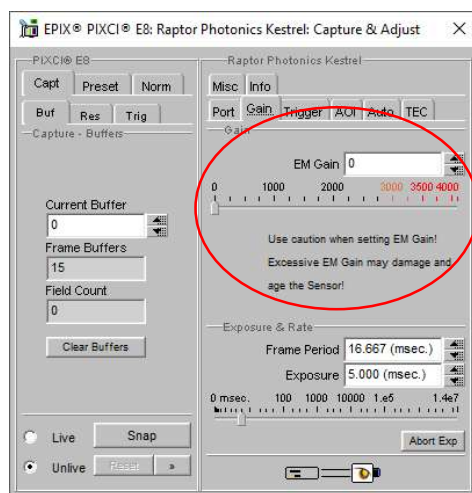 EPIX® PIXCI® E8: Raptor Photonics Kestrel: Capture & Adjust
PIXCI® E8
Capt Preset Norm
Buf Res Trig
Capture - Buffers
Current Buffer
0
Frame Buffers
15
Field Count
0
Clear Buffers
Live Snap
Unlive Reset »
Raptor Photonics Kestrel
Misc Info
Port Gain Trigger AOI Auto TEC
Gain
EM Gain 0
0 1000 2000 3000 3500 4000
Use caution when setting EM Gain!
Excessive EM Gain may damage and
age the Sensor!
Exposure & Rate
Frame Period 16.667 (msec.)
Exposure 5.000 (msec.)
0 msec. 100 1000 10000 1.e5 1.4e7
Abort Exp